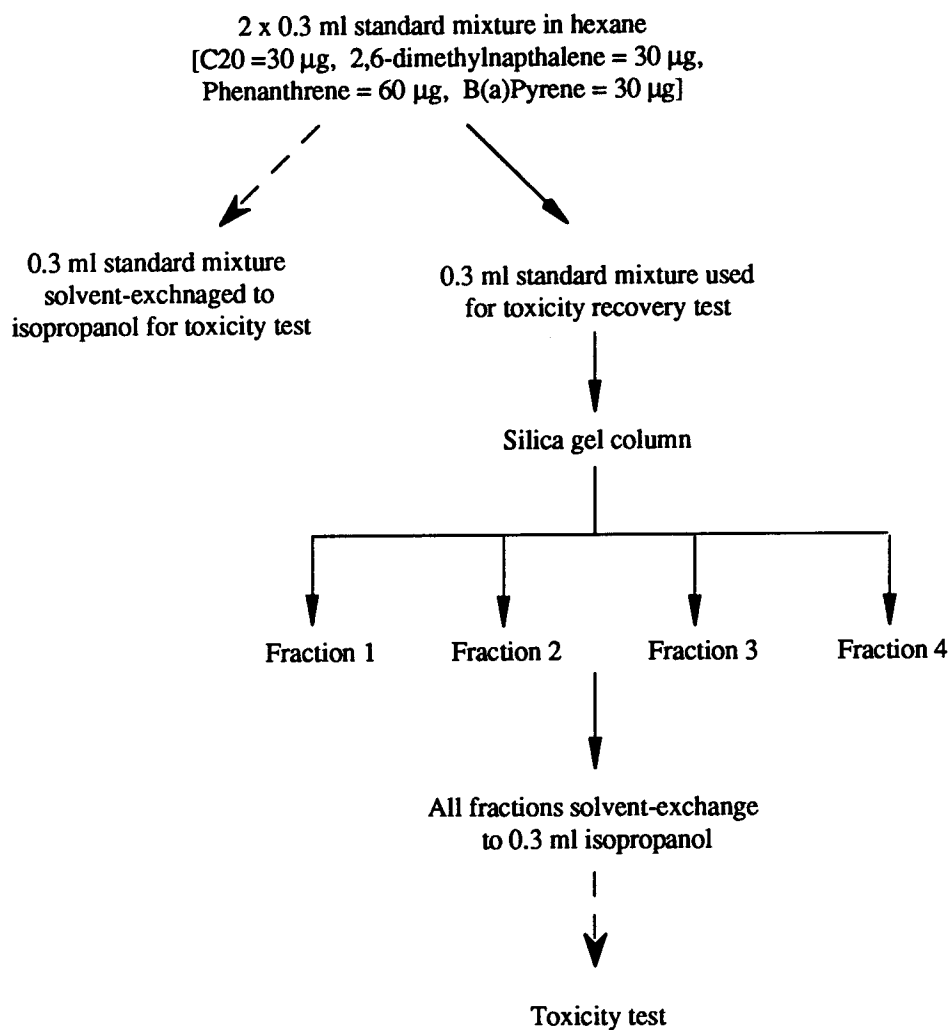 2 x 0.3 ml standard mixture in hexane
[C20 =30 µg, 2,6-dimethylnapthalene = 30 µg,
Phenanthrene = 60 µg, B(a)Pyrene = 30 µg]
0.3 ml standard mixture
solvent-exchnaged to
isopropanol for toxicity test
0.3 ml standard mixture used
for toxicity recovery test
Silica gel column
Fraction 1
Fraction 2
Fraction 3
Fraction 4
All fractions solvent-exchange
to 0.3 ml isopropanol
Toxicity test